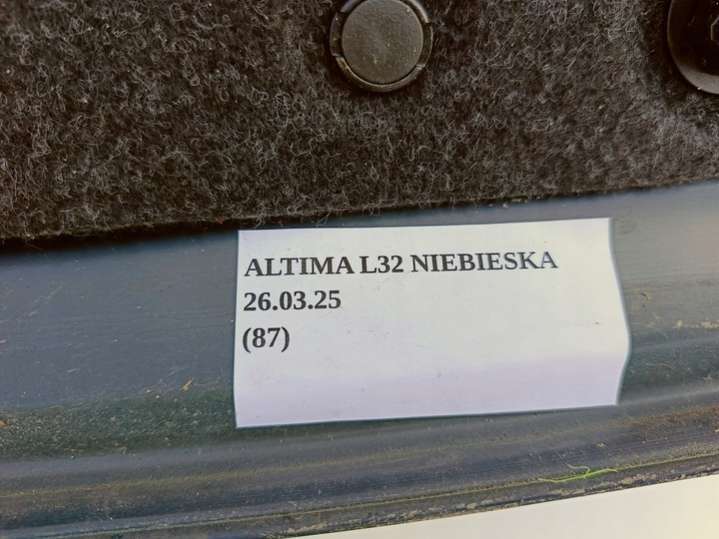 ALTIMA L32 NIEBIESKA
26.03.25
(87)